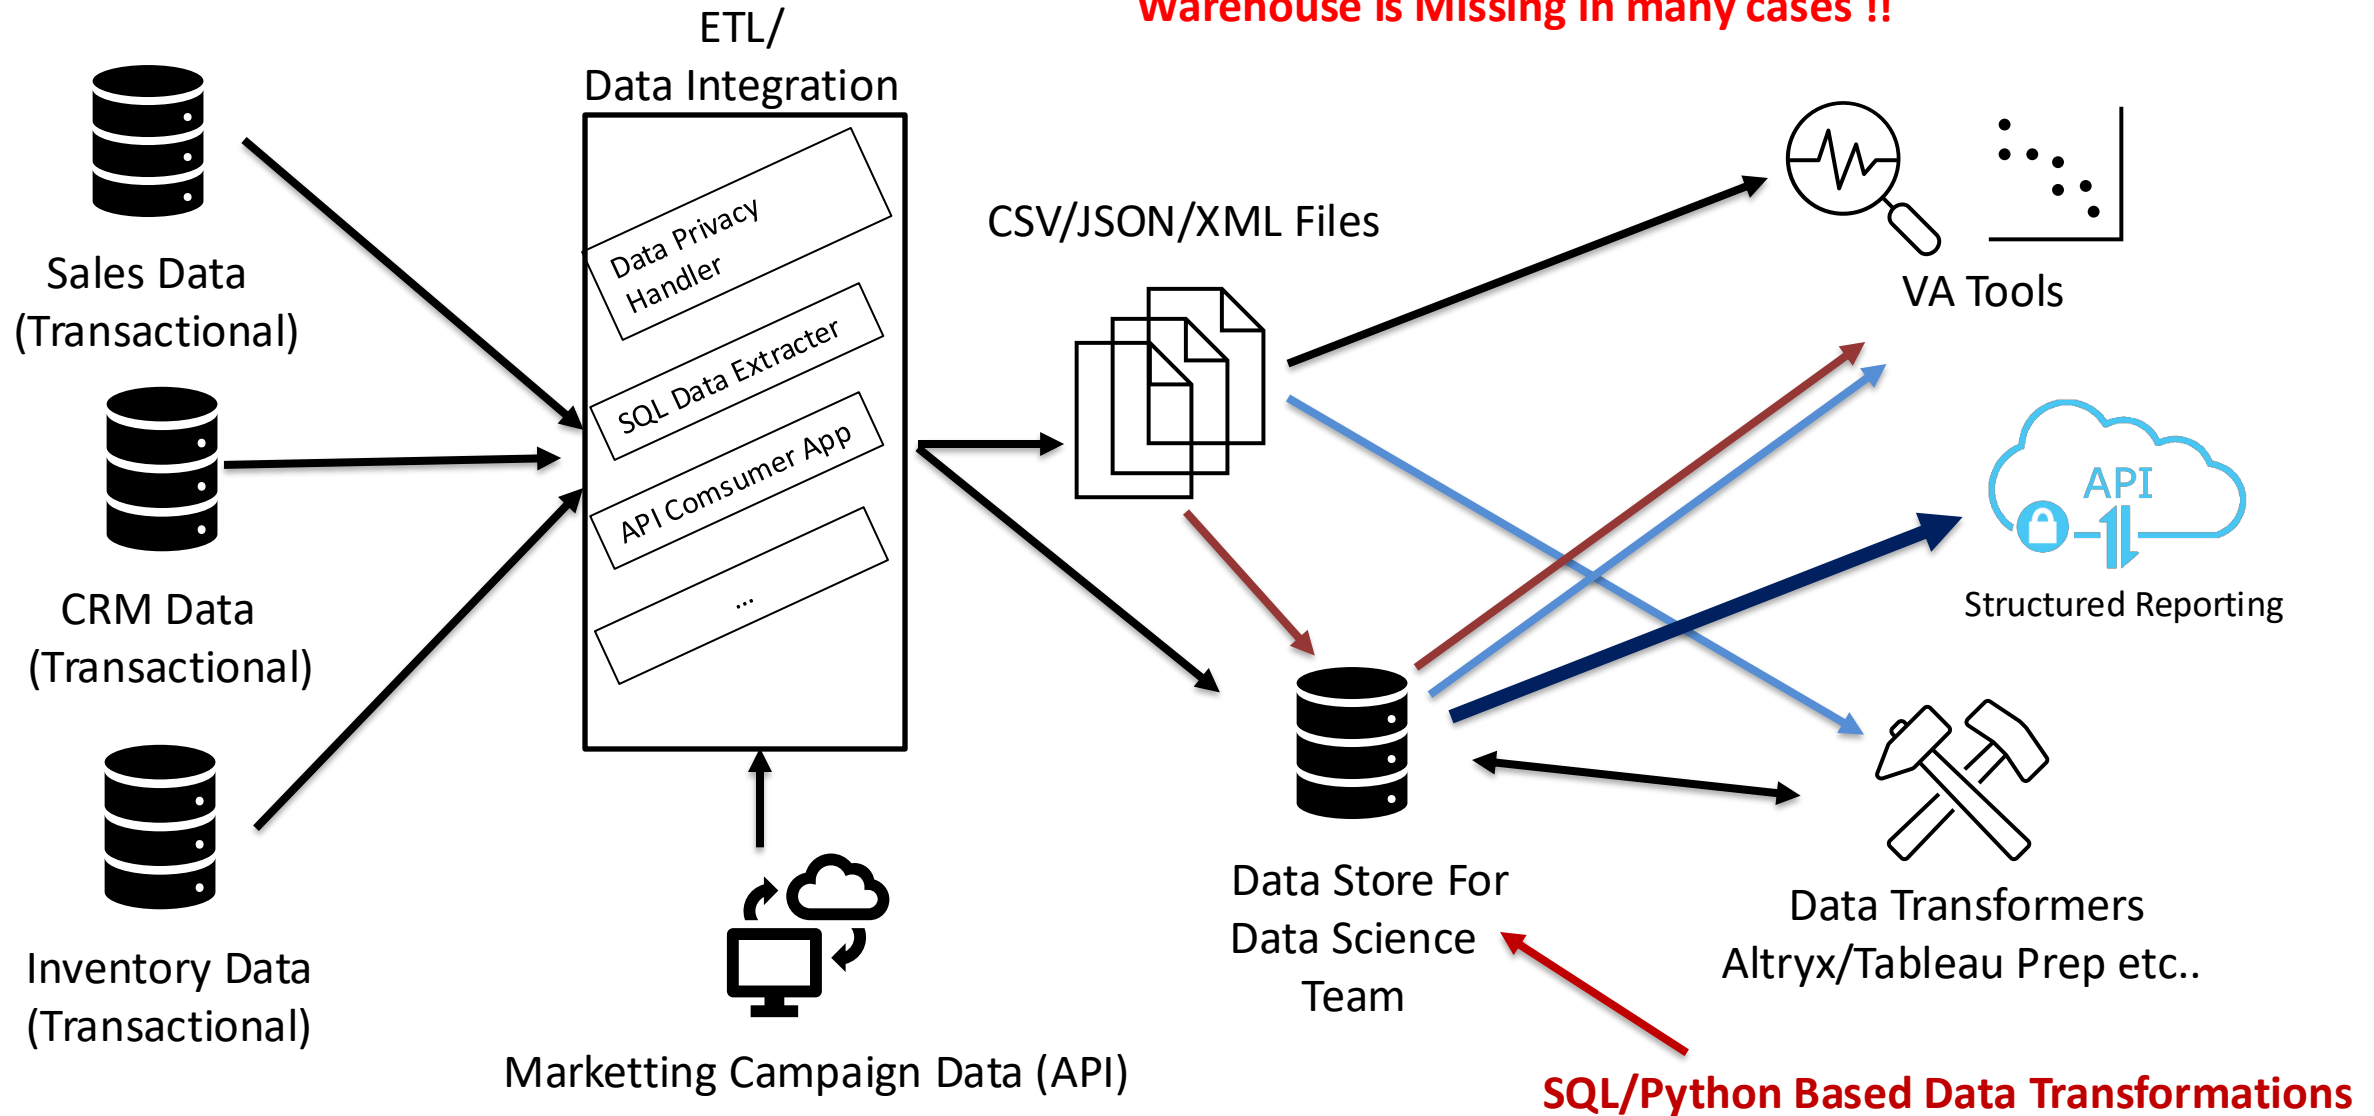 Warehouse is Missing in many cases !!
ETL/
Data Integration
Data Privacy
Handler
SQL Data Extracter
API Comsumer App
...
Sales Data
(Transactional)
CRM Data
(Transactional)
Inventory Data
(Transactional)
Marketting Campaign Data (API)
CSV/JSON/XML Files
Data Store For
Data Science
Team
VA Tools
API
Structured Reporting
Data Transformers
Altryx/Tableau Prep etc..
SQL/Python Based Data Transformations